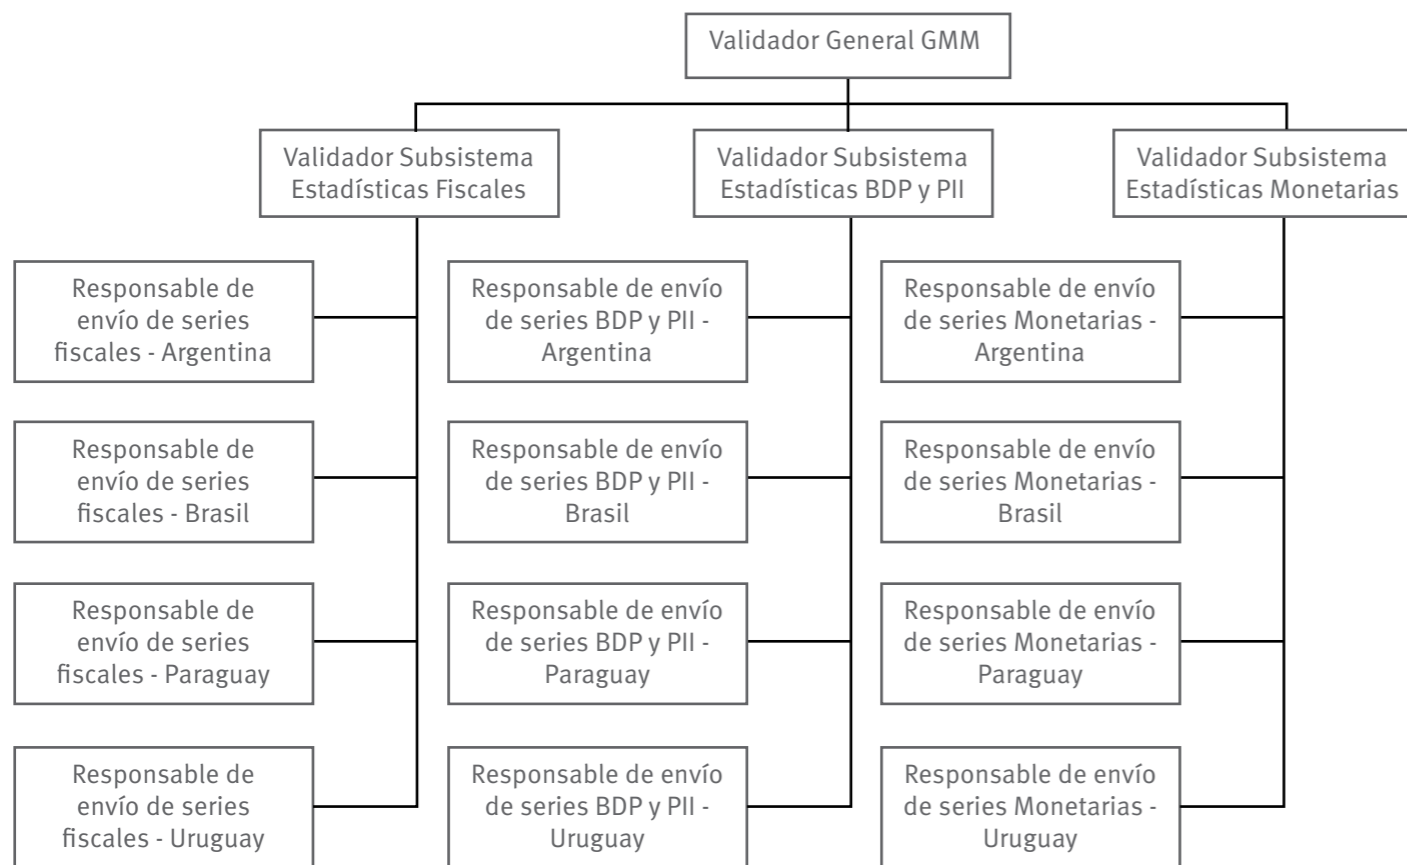 Validador General GMM
Validador Subsistema
Estadísticas Fiscales
Validador Subsistema
Estadísticas BDP y PII
Validador Subsistema
Estadísticas Monetarias
Responsable de
envío de series
fiscales - Argentina
Responsable de envío
de series BDP y PII -
Argentina
Responsable de envío
de series Monetarias -
Argentina
Responsable de
envío de series
fiscales - Brasil
Responsable de envío
de series BDP y PII -
Brasil
Responsable de envío
de series Monetarias -
Brasil
Responsable de
envío de series
fiscales - Paraguay
Responsable de envío
de series BDP y PII -
Paraguay
Responsable de envío
de series Monetarias -
Paraguay
Responsable de
envío de series
fiscales - Uruguay
Responsable de envío
de series BDP y PII -
Uruguay
Responsable de envío
de series Monetarias -
Uruguay